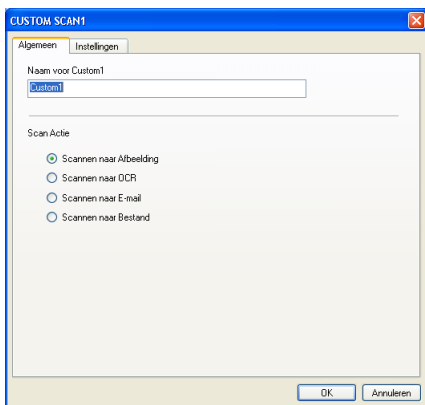 CUSTOM SCAN1
Algemeen Instellingen
Naam voor Custom1
Custom1
Scan Actie
Scannen naar Afbeelding
Scannen naar OCR
Scannen naar E-mail
Scannen naar Bestand
OK Annuleren